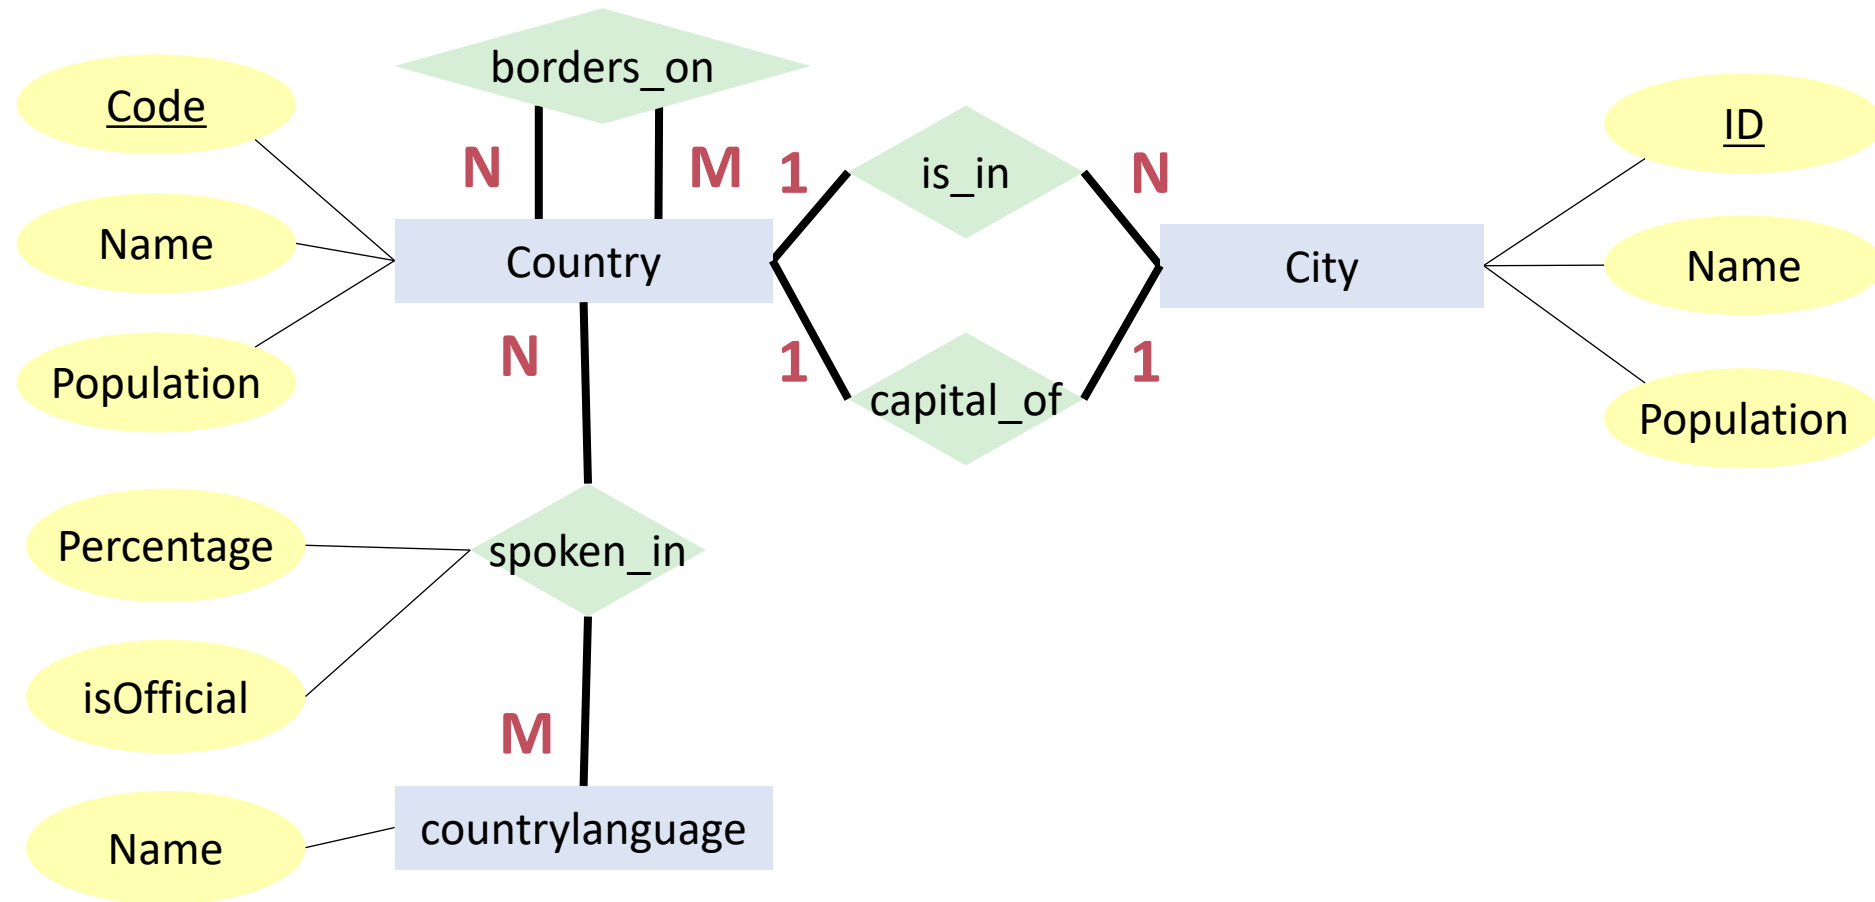 borders_on
Code
N
M
1
is_in
N
ID
Name
Country
City
Name
Population
N
1
capital_of
1
Population
Percentage
spoken_in
isOfficial
M
countrylanguage
Name